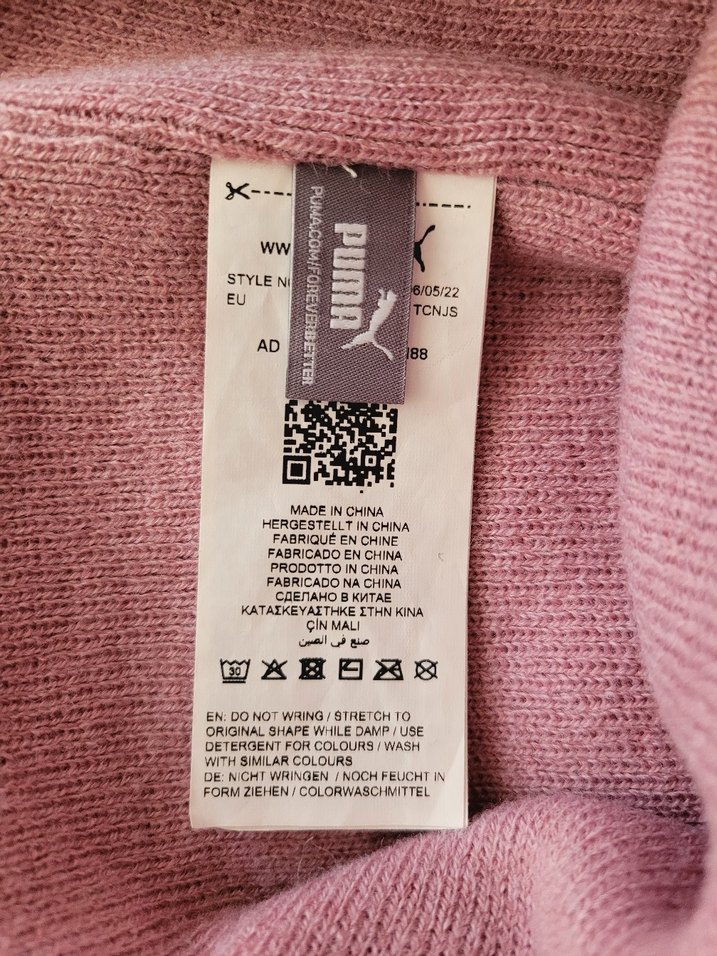 WW
STYLE N
6/05/22
EU
TCNJS
AD
88
PUMA
PUMA.COM/FOREVERBETTER
MADE IN CHINA
HERGESTELLT IN CHINA
FABRIQUÉ EN CHINE
FABRICADO EN CHINA
PRODOTTO IN CHINA
FABRICADO NA CHINA
СДЕЛАНО В КИТАЕ
ΚΑΤΑΣΚΕΥΑΣΤΗΚΕ ΣΤΗΝ ΚΙΝΑ
ÇİN MALI
صنع في الصين
30
EN: DO NOT WRING / STRETCH TO
ORIGINAL SHAPE WHILE DAMP / USE
DETERGENT FOR COLOURS / WASH
WITH SIMILAR COLOURS
DE: NICHT WRINGEN / NOCH FEUCHT IN
FORM ZIEHEN / COLORWASCHMITTEL